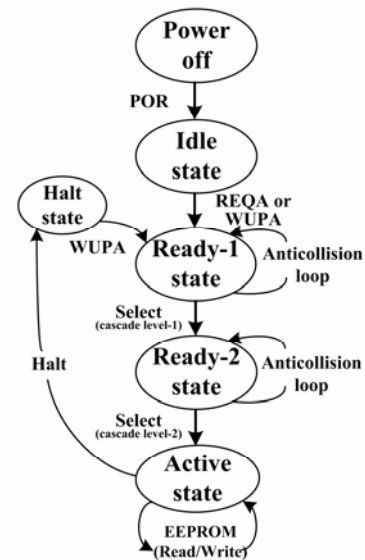 Power
off
POR
Idle
state
Halt
state
REQA or
WUPA
WUPA
Ready-1
state
Anticollision
loop
Select
(cascade level-1)
Ready-2
state
Anticollision
loop
Halt
Select
(cascade level-2)
Active
state
EEPROM
(Read/Write)